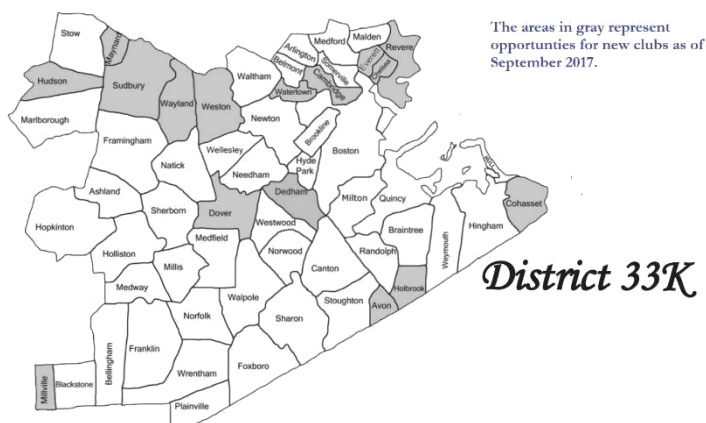 The areas in gray represent
opportunties for new clubs as of
September 2017.
Stow
Maynard
Hudson
Sudbury
Marlborough
Wayland
Weston
Waltham
Arlington
Medford
Malden
Revere
Belmont
Somerville
Everett
Chelsea
Watertown
Cambridge
Framingham
Newton
Brookline
Boston
Wellesley
Natick
Needham
Hyde
Park
Hull
Ashland
Sherborn
Dover
Dedham
Milton
Quincy
Cohasset
Hopkinton
Westwood
Medfield
Braintree
Weymouth
Hingham
Holliston
Millis
Norwood
Canton
Randolph
District 33K
Medway
Walpole
Stoughton
Avon
Holbrook
Norfolk
Sharon
Bellingham
Franklin
Wrentham
Foxboro
Millville
Blackstone
Plainville